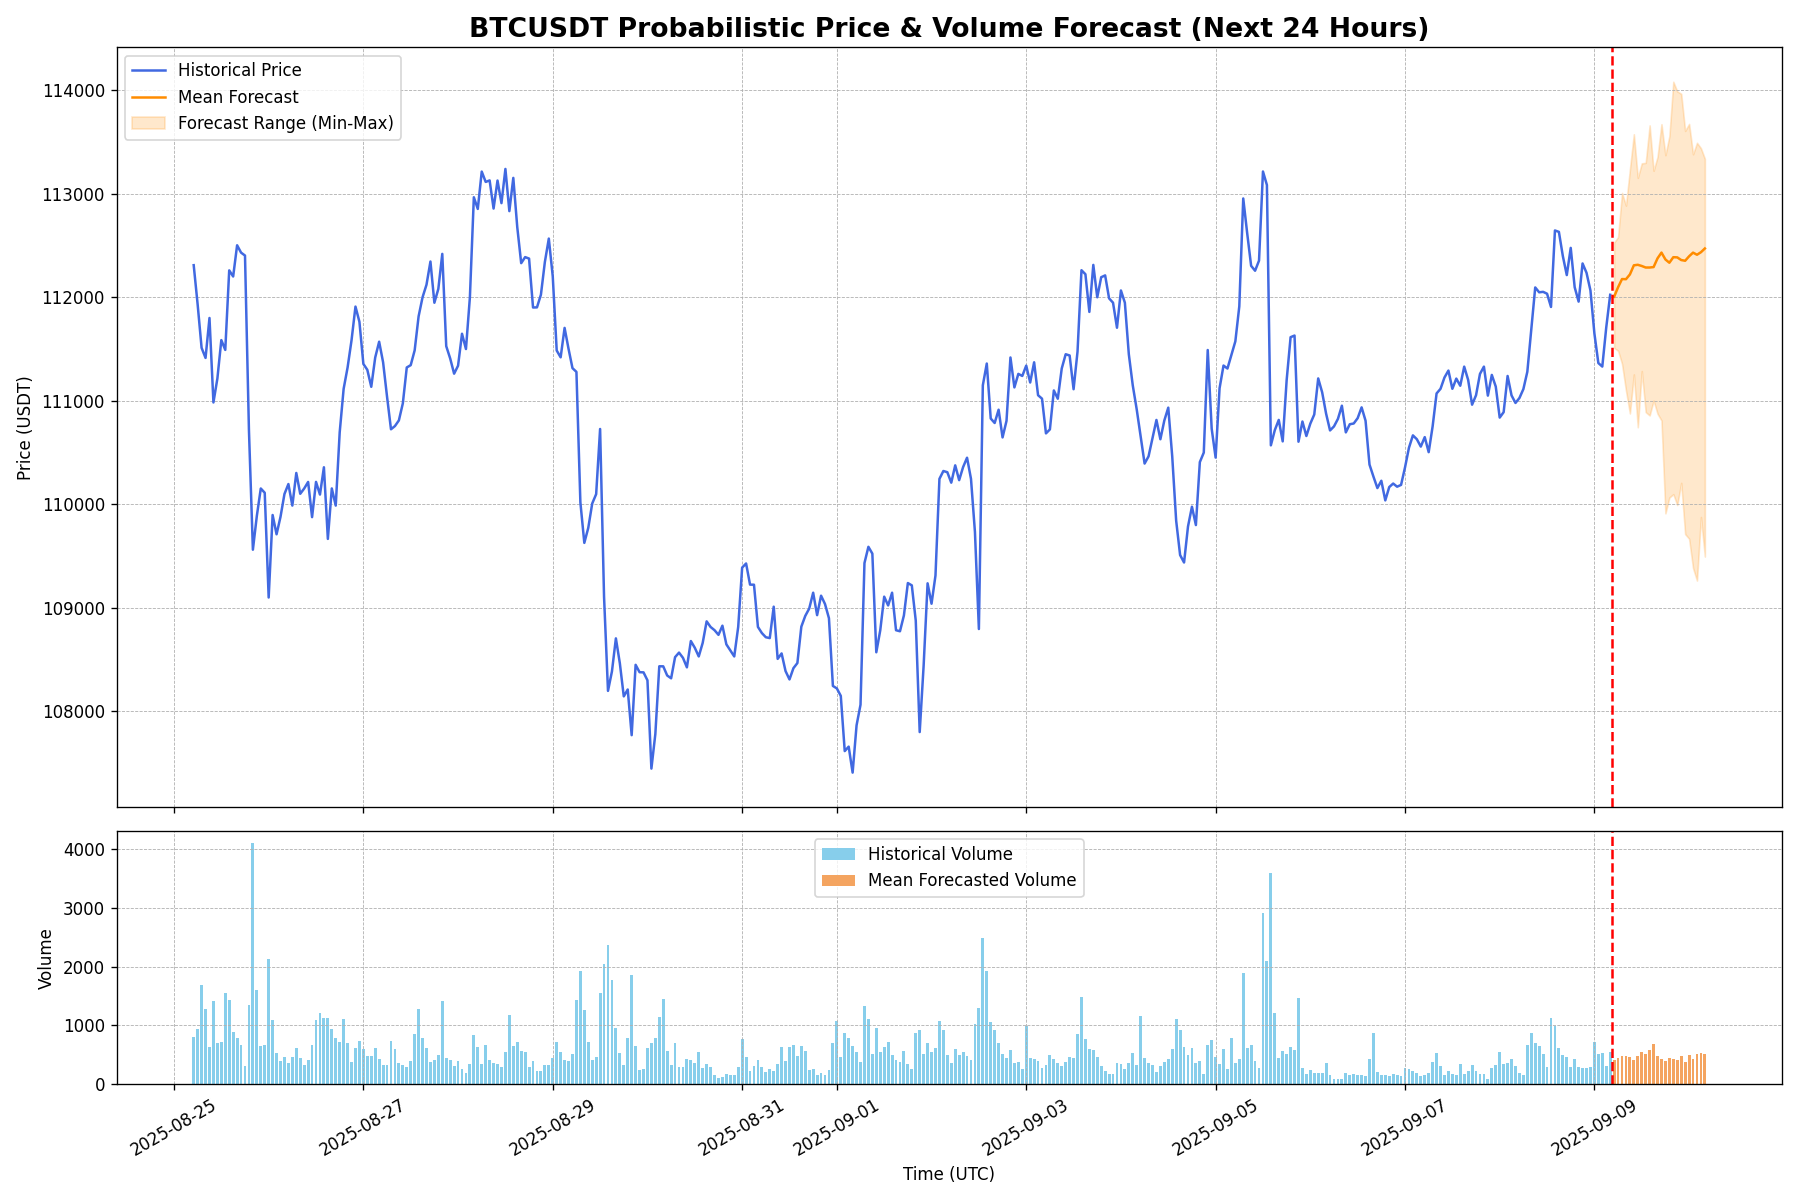 BTCUSDT Probabilistic Price & Volume Forecast (Next 24 Hours)
Historical Price
Mean Forecast
Forecast Range (Min-Max)
Price (USDT)
114000
113000
112000
111000
110000
109000
108000
Historical Volume
Mean Forecasted Volume
Volume
4000
3000
2000
1000
0
2025-08-25
2025-08-27
2025-08-29
2025-08-31
2025-09-01
2025-09-03
2025-09-05
2025-09-07
2025-09-09
Time (UTC)